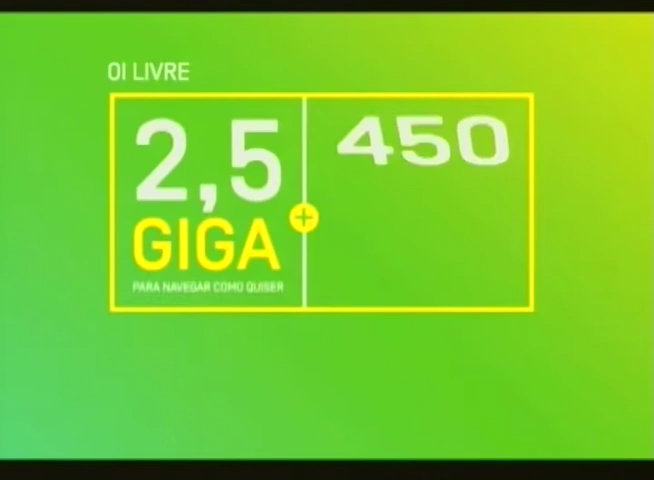 OI LIVRE
2,5
GIGA
PARA NAVEGAR COMO QUISER
+
450